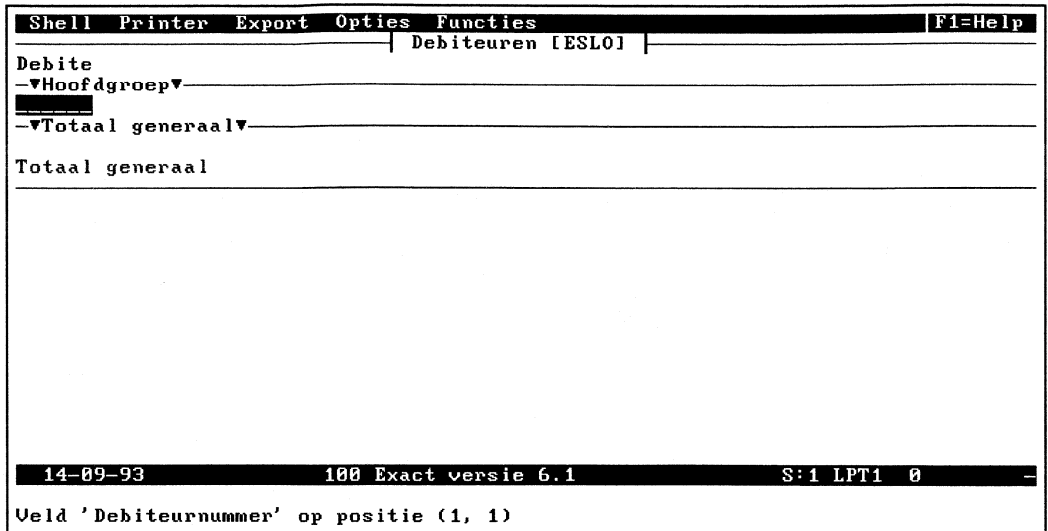 Shell Printer Export Opties Functies F1=Help
Debiteuren [ESLO]
Debite
▼Hoofdgroep▼
▼Totaal generaal▼
Totaal generaal
14-09-93 100 Exact versie 6.1 S:1 LPT1 0
Veld 'Debiteurnummer' op positie (1, 1)